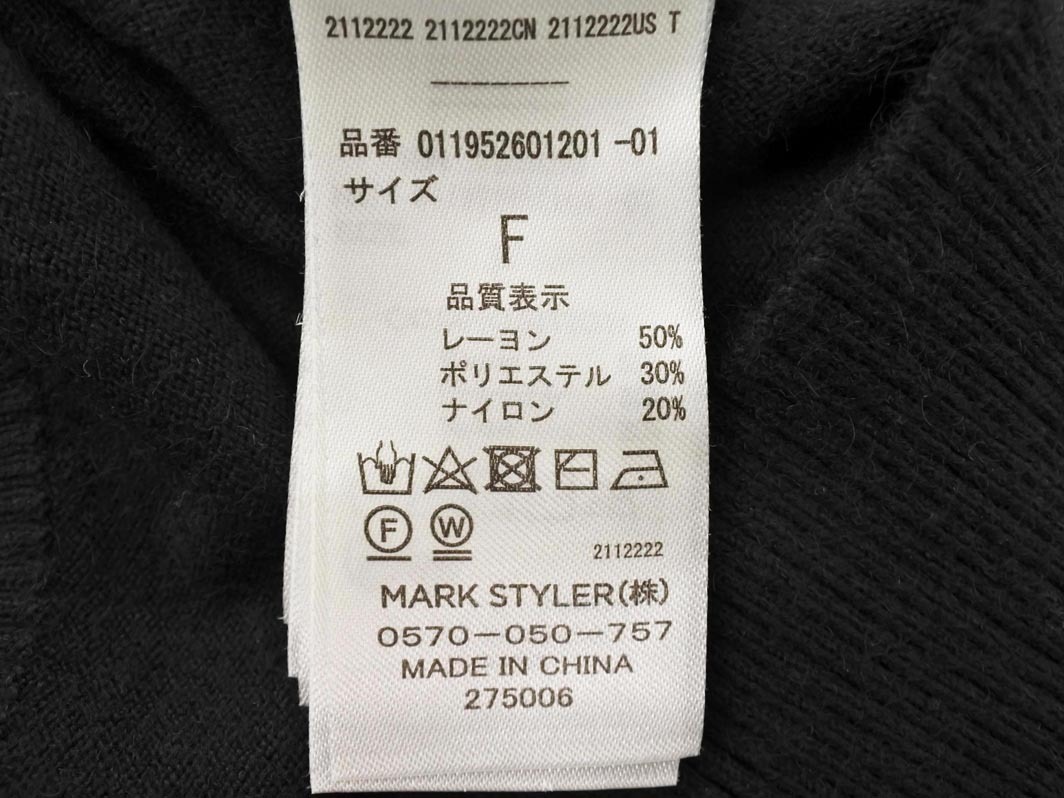 2112222 2112222CN 2112222US T
--------
品番 011952601201 -01
サイズ
F
品質表示
レーヨン 50%
ポリエステル 30%
ナイロン 20%
F W
2112222
MARK STYLER(株)
0570-050-757
MADE IN CHINA
275006